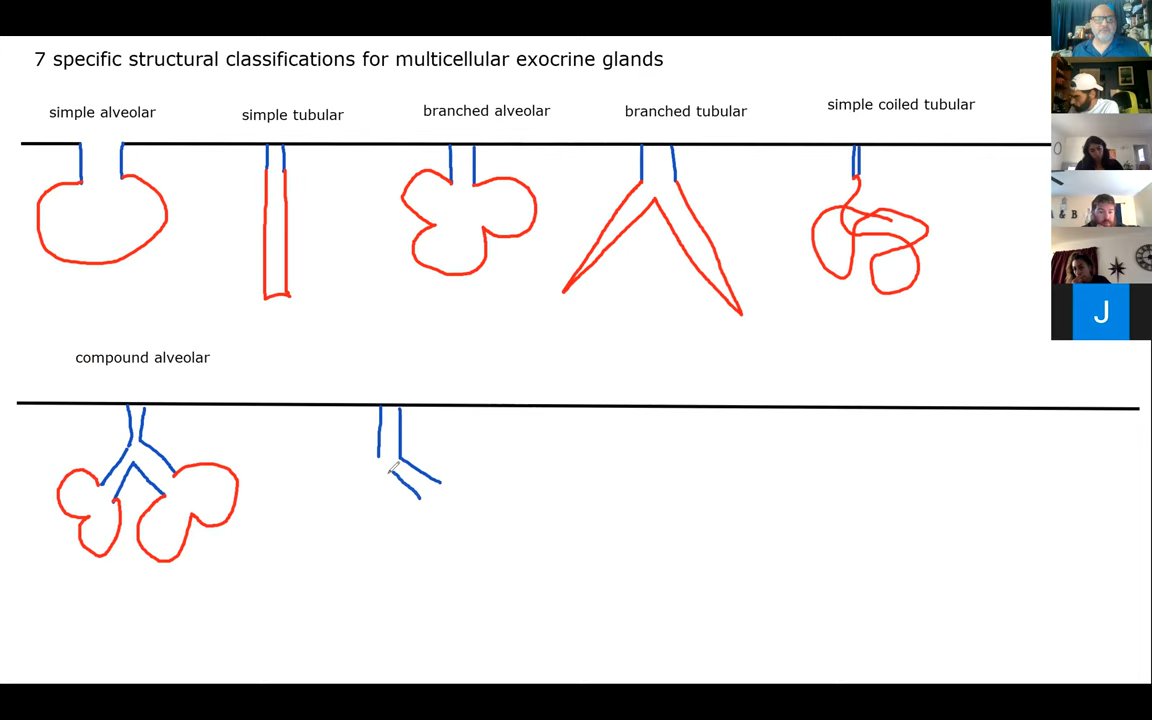 7 specific structural classifications for multicellular exocrine glands
simple alveolar
simple tubular
branched alveolar
branched tubular
simple coiled tubular
compound alveolar
A & B
J